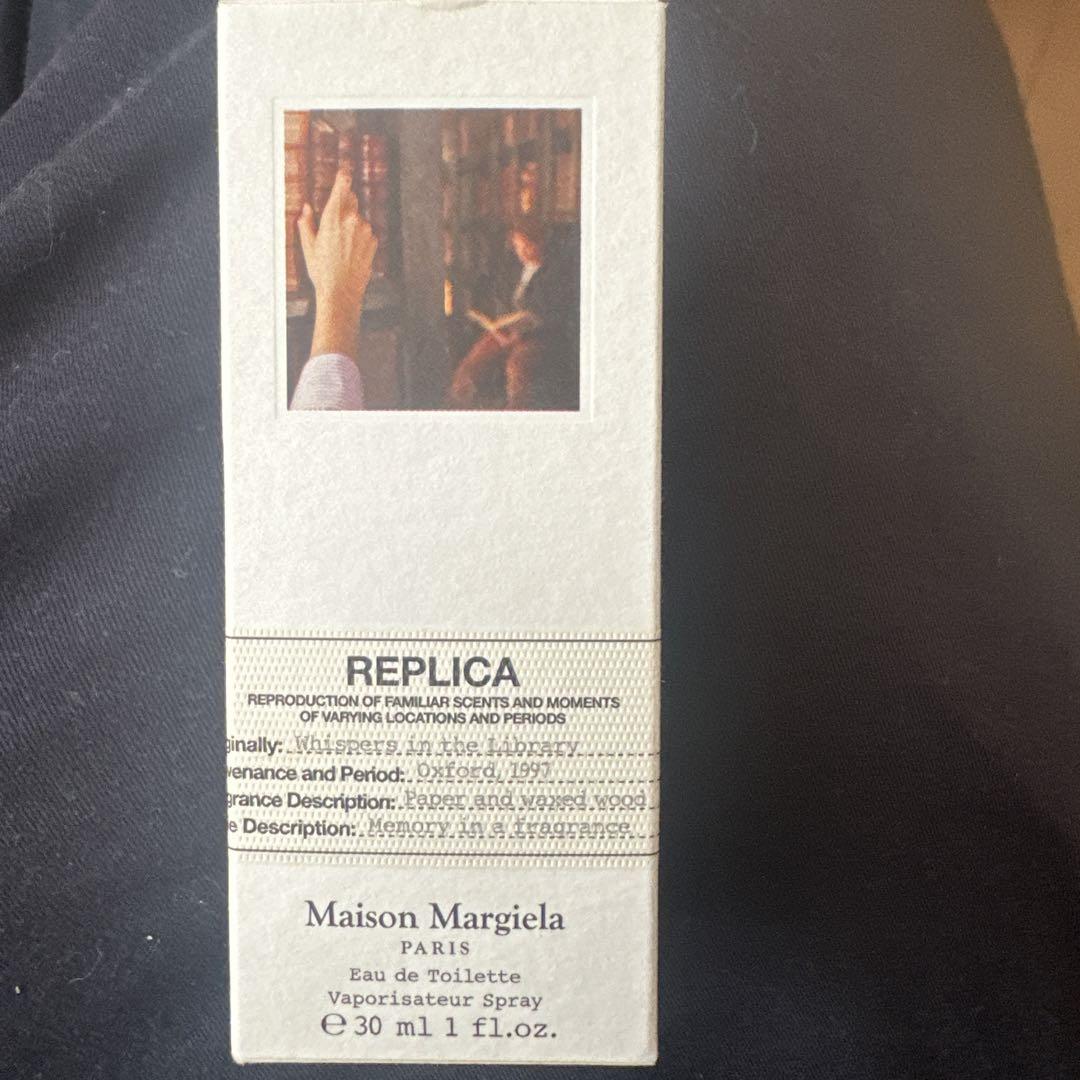 REPLICA
REPRODUCTION OF FAMILIAR SCENTS AND MOMENTS
OF VARYING LOCATIONS AND PERIODS
ginally: Whispers in the Library
venance and Period: Oxford, 1997
grance Description: Paper and waxed wood
e Description: Memory in a fragrance
Maison Margiela
PARIS
Eau de Toilette
Vaporisateur Spray
℮ 30 ml 1 fl.oz.